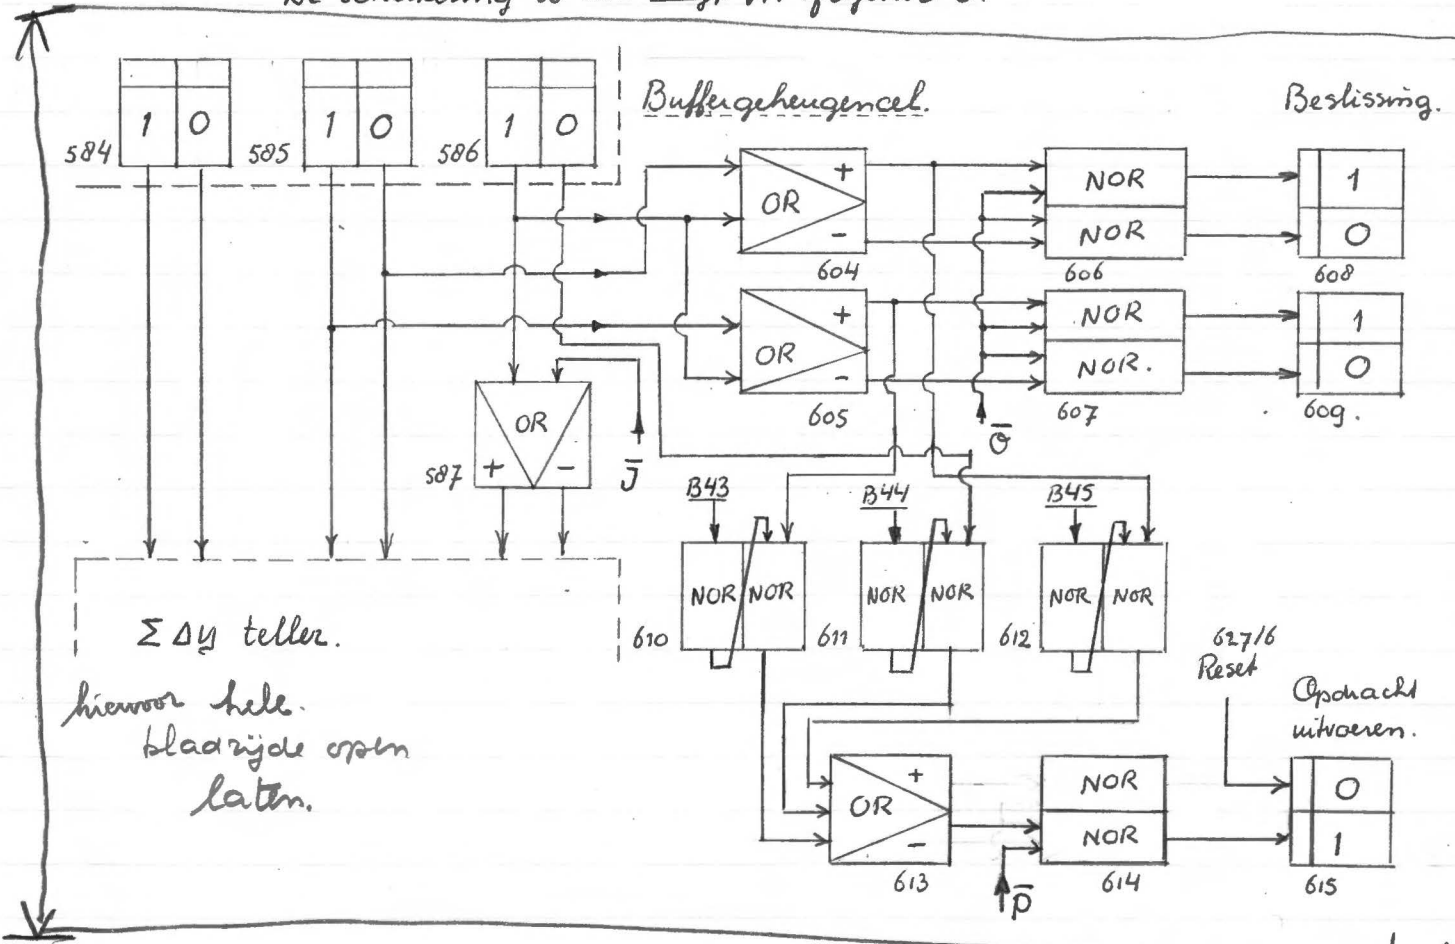 1 0
1 0
1 0
584
585
586
Buffergeheugencel.
Beslissing.
OR + -
604
NOR
NOR
606
1
0
608
OR + -
605
NOR
NOR.
607
1
0
609.
OR
+ -
587
J̅
O̅
B43
B44
B45
NOR NOR
610
NOR NOR
611
NOR NOR
612
Σ Δy teller.
hiervoor hele.
bladzijde open
laten.
627/6
Reset
Opdracht
uitvoeren.
OR + -
613
NOR
NOR
614
0
1
615
P̅